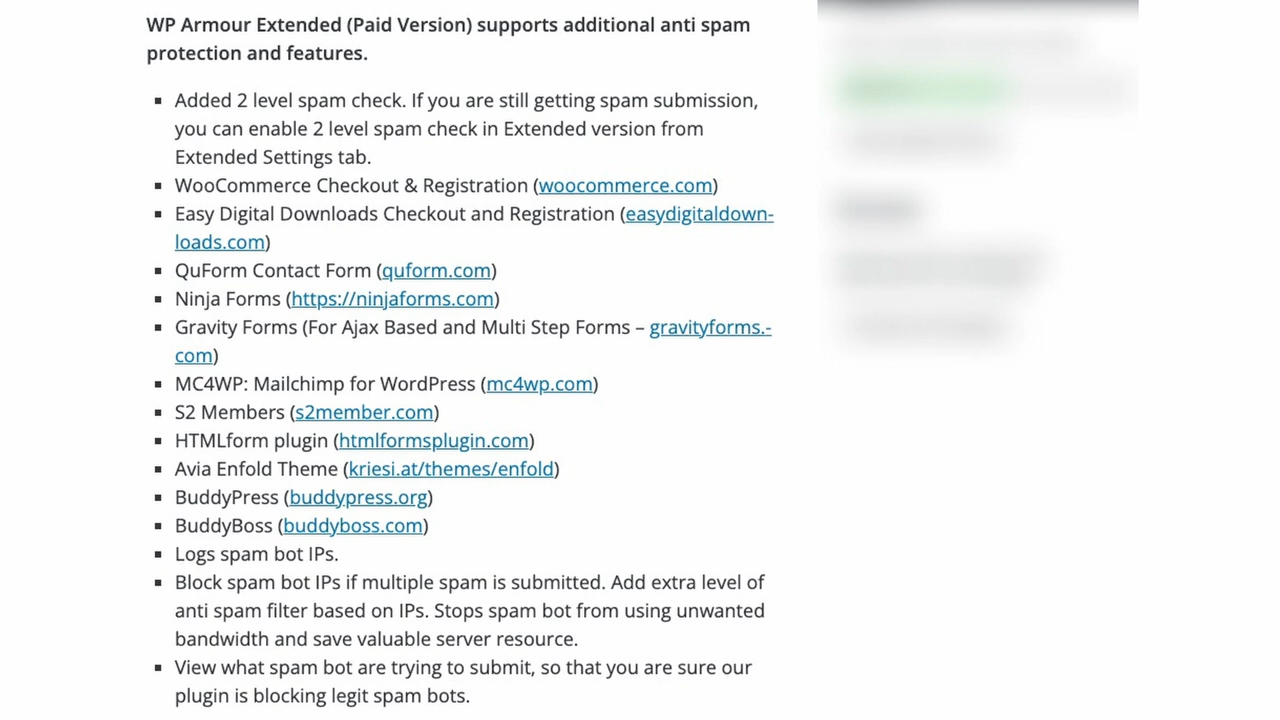 WP Armour Extended (Paid Version) supports additional anti spam
protection and features.
▪ Added 2 level spam check. If you are still getting spam submission,
you can enable 2 level spam check in Extended version from
Extended Settings tab.
▪ WooCommerce Checkout & Registration (woocommerce.com)
▪ Easy Digital Downloads Checkout and Registration (easydigitaldown-
loads.com)
▪ QuForm Contact Form (quform.com)
▪ Ninja Forms (https://ninjaforms.com)
▪ Gravity Forms (For Ajax Based and Multi Step Forms – gravityforms.-
com)
▪ MC4WP: Mailchimp for WordPress (mc4wp.com)
▪ S2 Members (s2member.com)
▪ HTMLform plugin (htmlformsplugin.com)
▪ Avia Enfold Theme (kriesi.at/themes/enfold)
▪ BuddyPress (buddypress.org)
▪ BuddyBoss (buddyboss.com)
▪ Logs spam bot IPs.
▪ Block spam bot IPs if multiple spam is submitted. Add extra level of
anti spam filter based on IPs. Stops spam bot from using unwanted
bandwidth and save valuable server resource.
▪ View what spam bot are trying to submit, so that you are sure our
plugin is blocking legit spam bots.